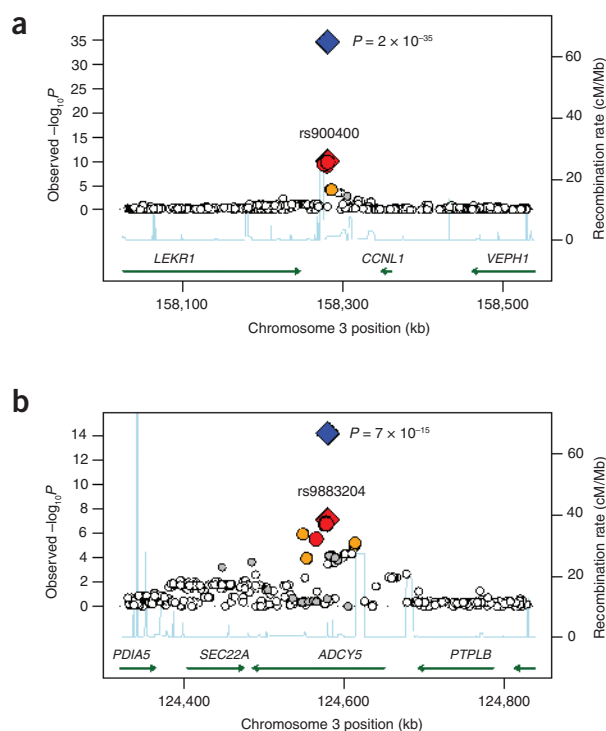 a
Observed –log10P
35
30
25
20
15
10
5
0
P = 2 × 10–35
rs900400
60
40
20
0
Recombination rate (cM/Mb)
LEKR1 CCNL1 VEPH1
158,100 158,300 158,500
Chromosome 3 position (kb)
b
Observed –log10P
14
12
10
8
6
4
2
0
P = 7 × 10–15
rs9883204
60
40
20
0
Recombination rate (cM/Mb)
PDIA5 SEC22A ADCY5 PTPLB
124,400 124,600 124,800
Chromosome 3 position (kb)